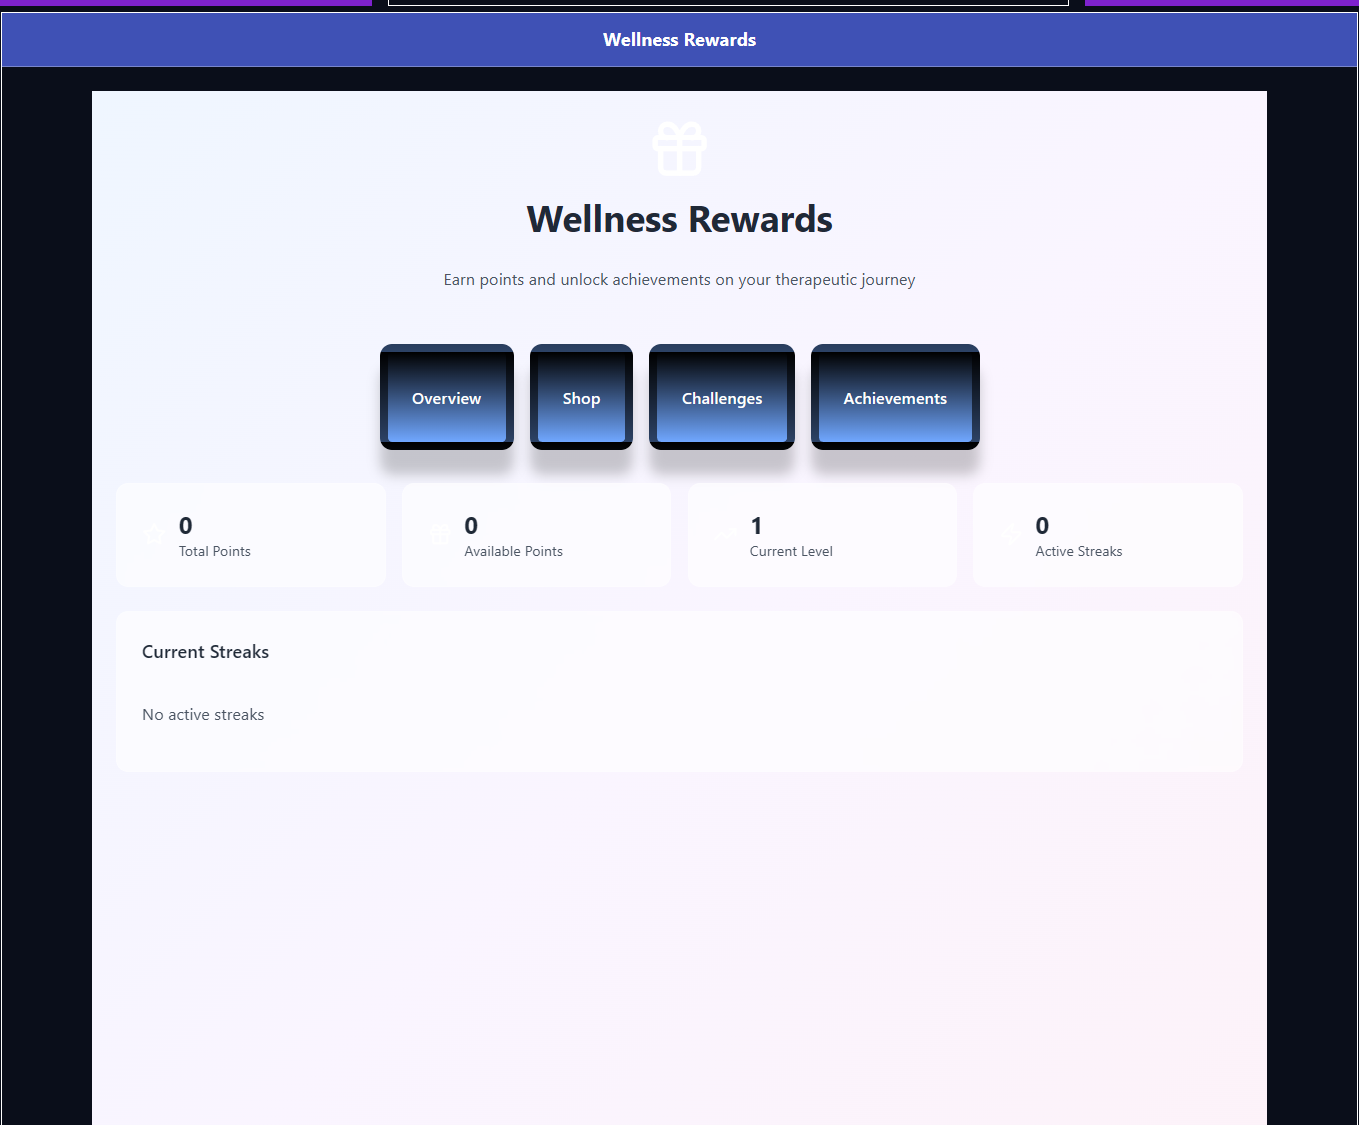 Wellness Rewards
Wellness Rewards
Earn points and unlock achievements on your therapeutic journey
Overview
Shop
Challenges
Achievements
0
Total Points
0
Available Points
1
Current Level
0
Active Streaks
Current Streaks
No active streaks